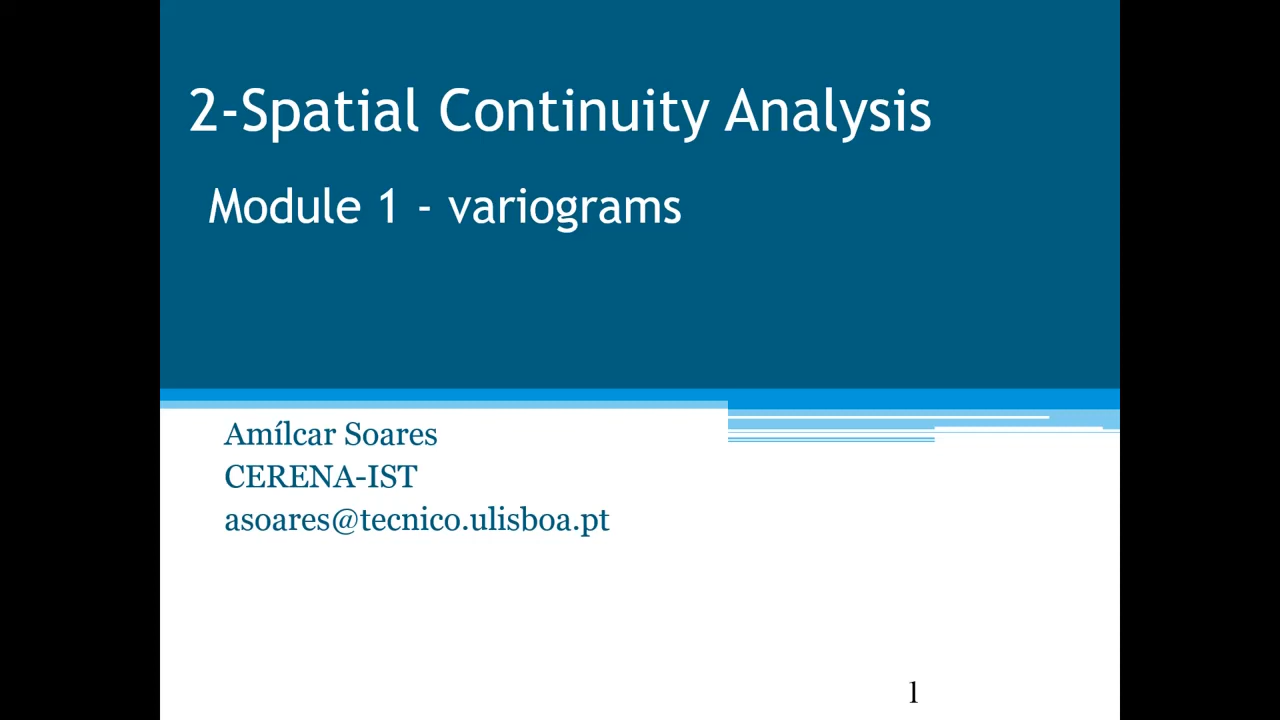 2-Spatial Continuity Analysis
Module 1 - variograms
Amílcar Soares
CERENA-IST
asoares@tecnico.ulisboa.pt
1